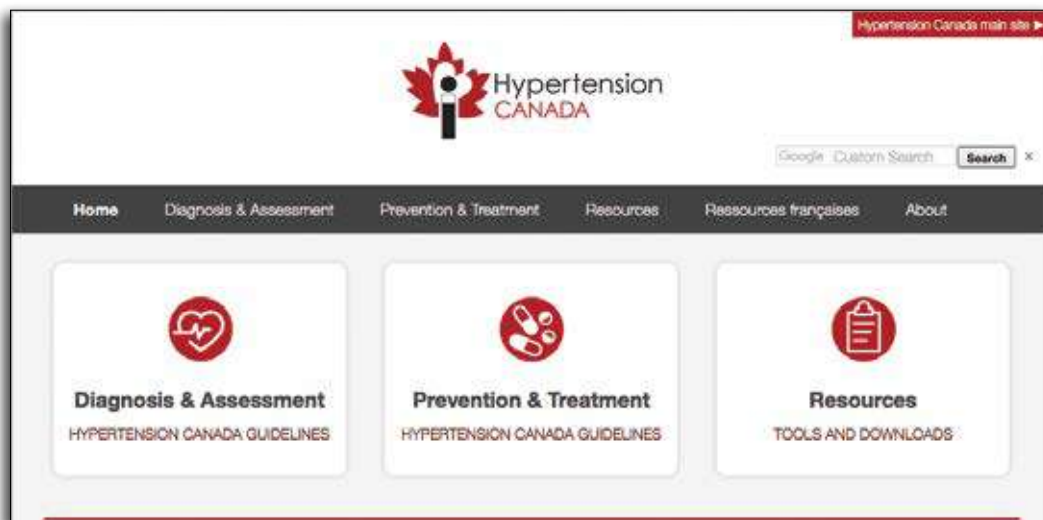 Hypertension Canada main site ▶
Hypertension
CANADA
Google Custom Search
Search
x
Home Diagnosis & Assessment Prevention & Treatment Resources Ressources françaises About
Diagnosis & Assessment Prevention & Treatment Resources
HYPERTENSION CANADA GUIDELINES HYPERTENSION CANADA GUIDELINES TOOLS AND DOWNLOADS